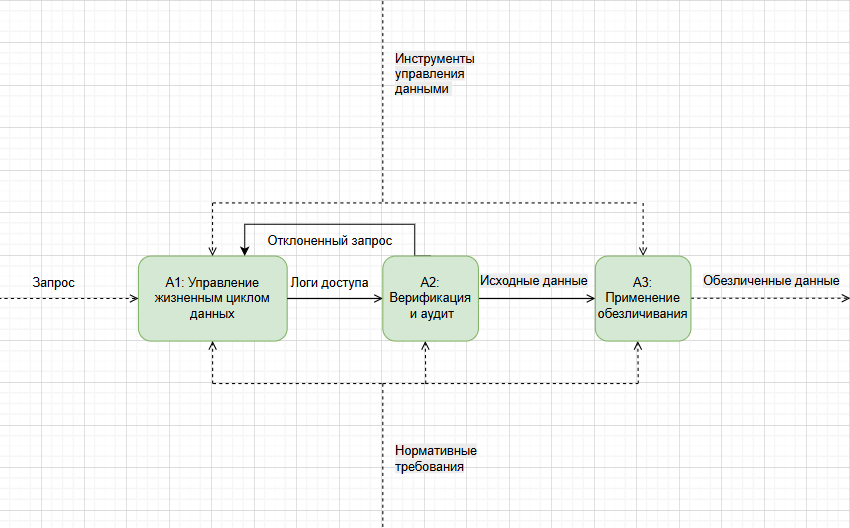 Инструменты
управления
данными
Отклоненный запрос
Запрос
A1: Управление
жизненным циклом
данных
Логи доступа
A2:
Верификация
и аудит
Исходные данные
A3:
Применение
обезличивания
Обезличенные данные
Нормативные
требования